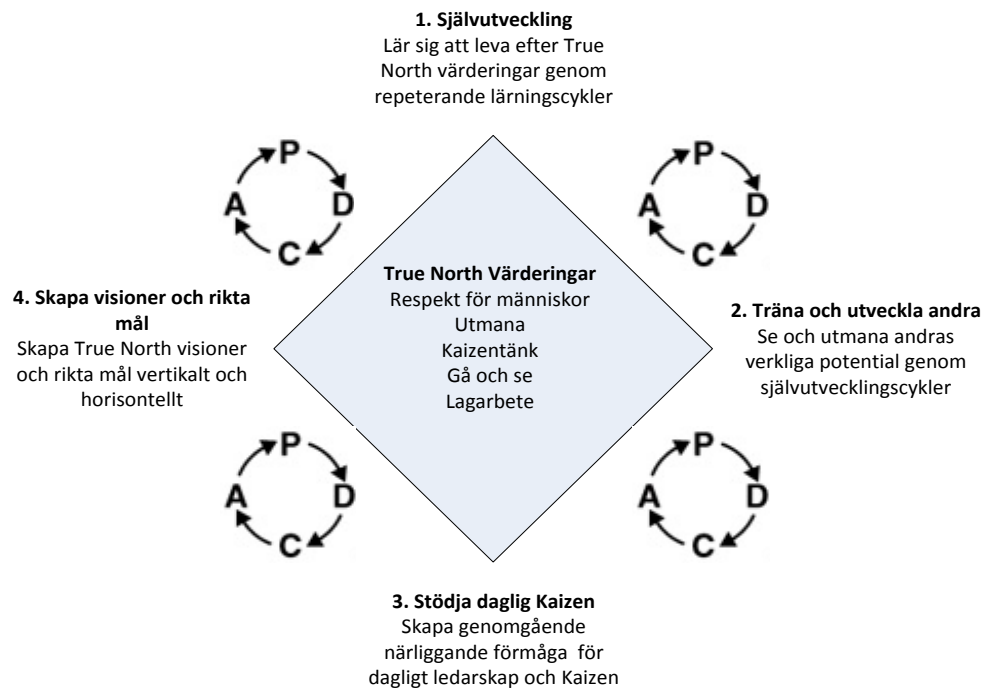 1. Självutveckling
Lär sig att leva efter True
North värderingar genom
repeterande lärningscykler
P
A
D
C
P
A
D
C
True North Värderingar
Respekt för människor
Utmana
Kaizentänk
Gå och se
Lagarbete
4. Skapa visioner och rikta
mål
Skapa True North visioner
och rikta mål vertikalt och
horisontellt
2. Träna och utveckla andra
Se och utmana andras
verkliga potential genom
självutvecklingscykler
P
A
D
C
P
A
D
C
3. Stödja daglig Kaizen
Skapa genomgående
närliggande förmåga för
dagligt ledarskap och Kaizen